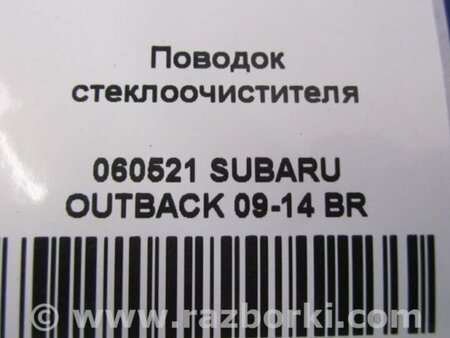 Поводок
стеклоочистителя
060521 SUBARU
OUTBACK 09-14 BR
www.razborki.com